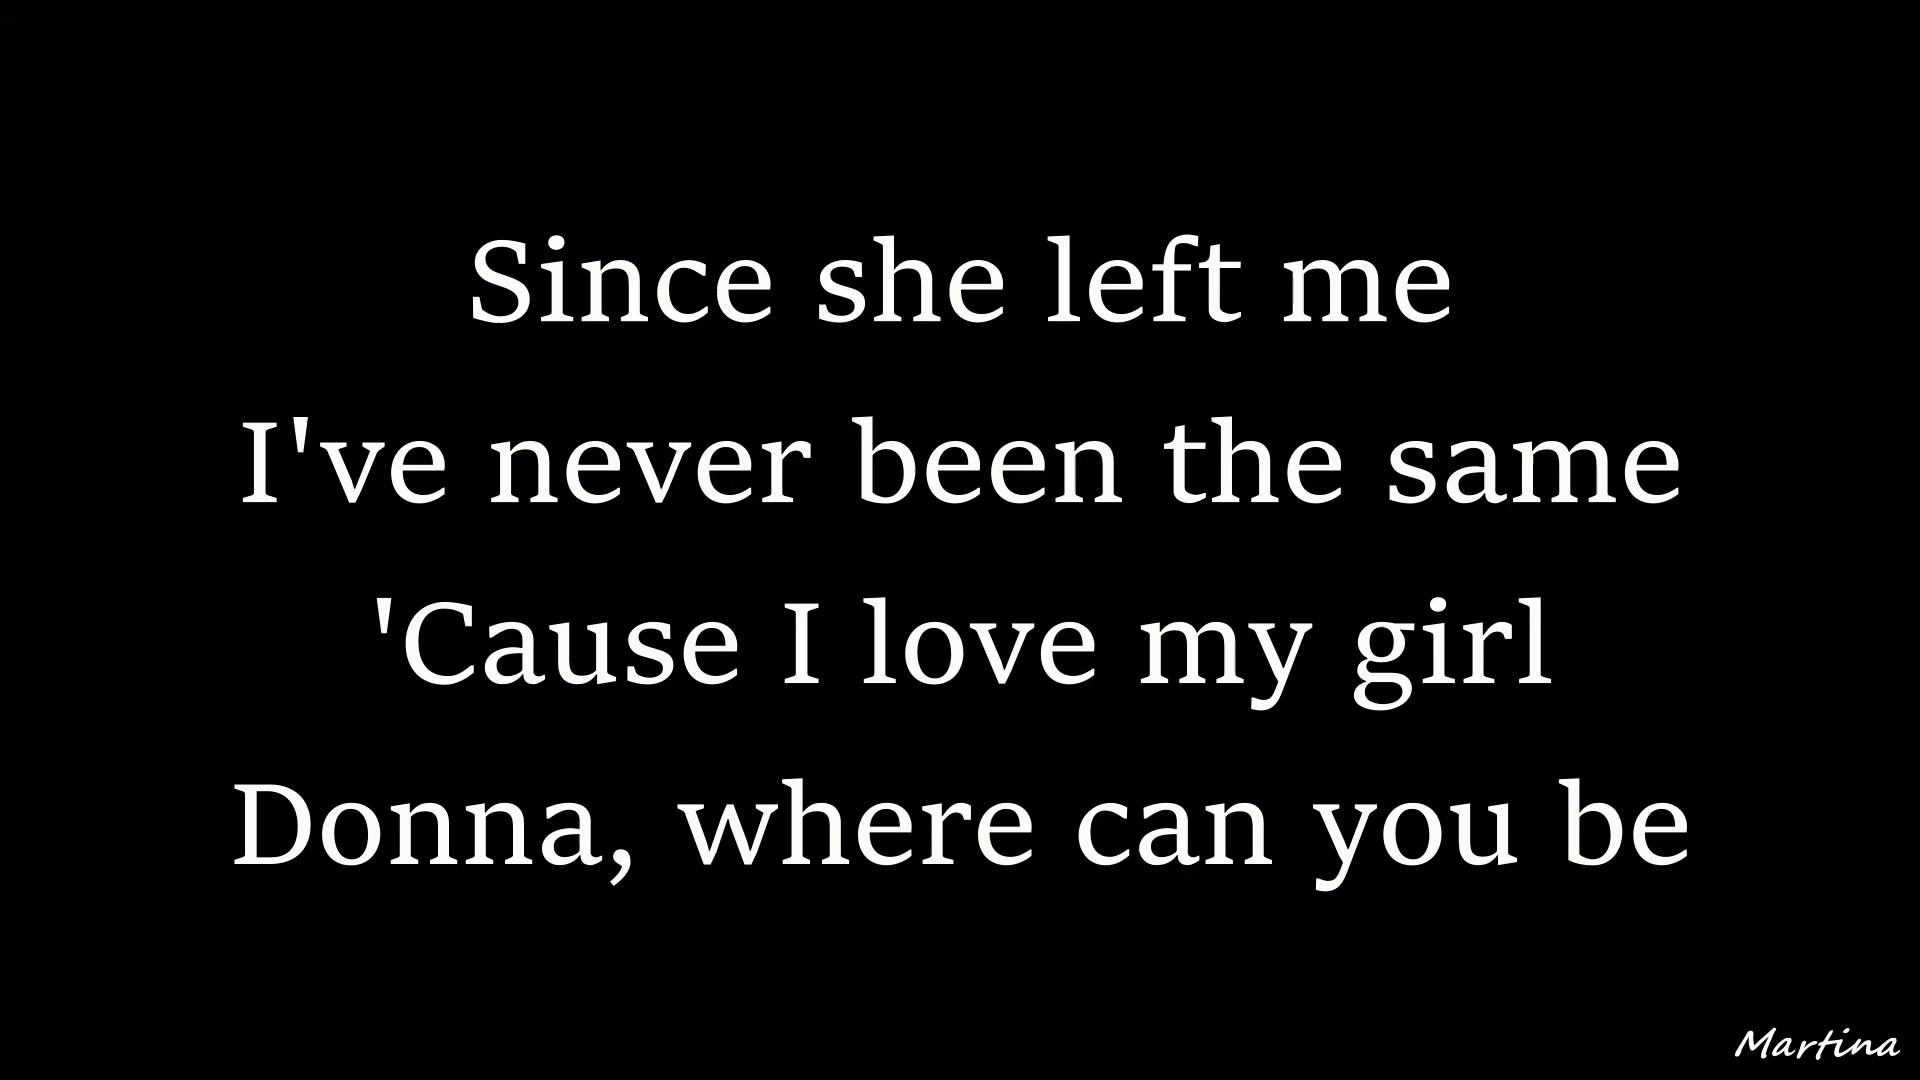 Since she left me
I've never been the same
'Cause I love my girl
Donna, where can you be
Martina